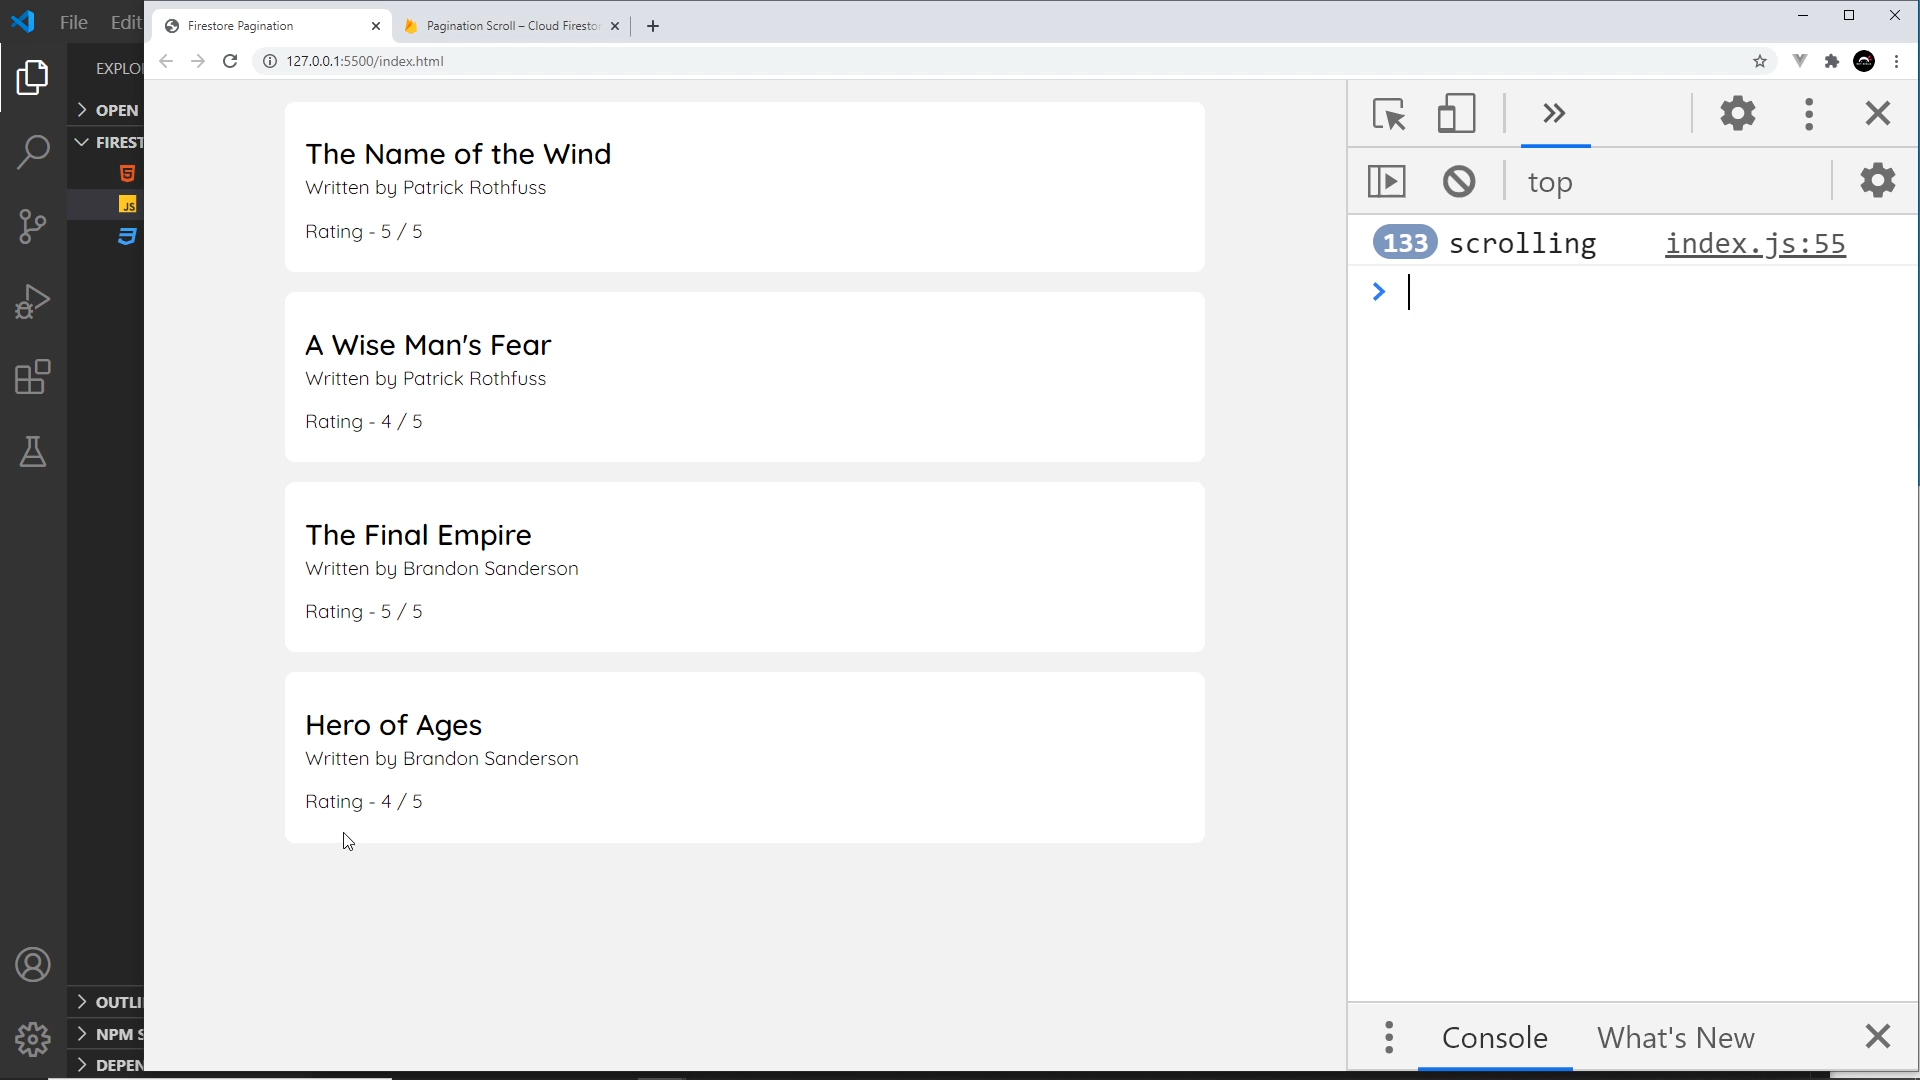 File Edit
Firestore Pagination
Pagination Scroll – Cloud Firesto
127.0.0.1:5500/index.html
EXPLO
OPEN
FIREST
The Name of the Wind
Written by Patrick Rothfuss
Rating - 5 / 5
A Wise Man's Fear
Written by Patrick Rothfuss
Rating - 4 / 5
The Final Empire
Written by Brandon Sanderson
Rating - 5 / 5
Hero of Ages
Written by Brandon Sanderson
Rating - 4 / 5
OUTLI
NPM S
DEPEN
top
133 scrolling index.js:55
Console What's New